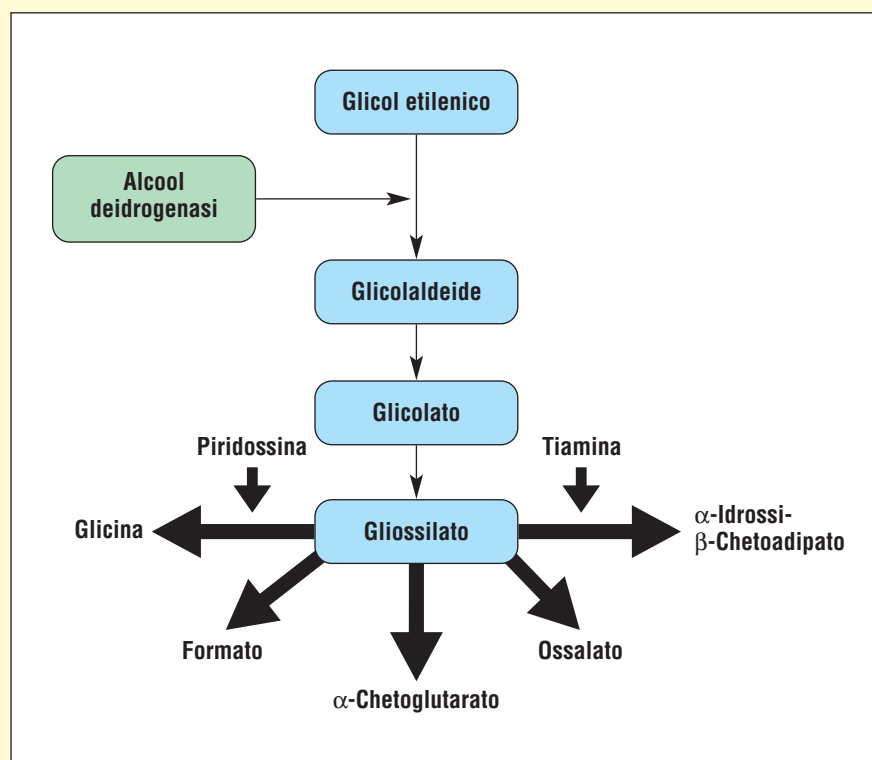 Glicol etilenico
Alcool
deidrogenasi
Glicolaldeide
Glicolato
Piridossina
Tiamina
Glicina
Gliossilato
α-Idrossi-
β-Chetoadipato
Formato
Ossalato
α-Chetoglutarato